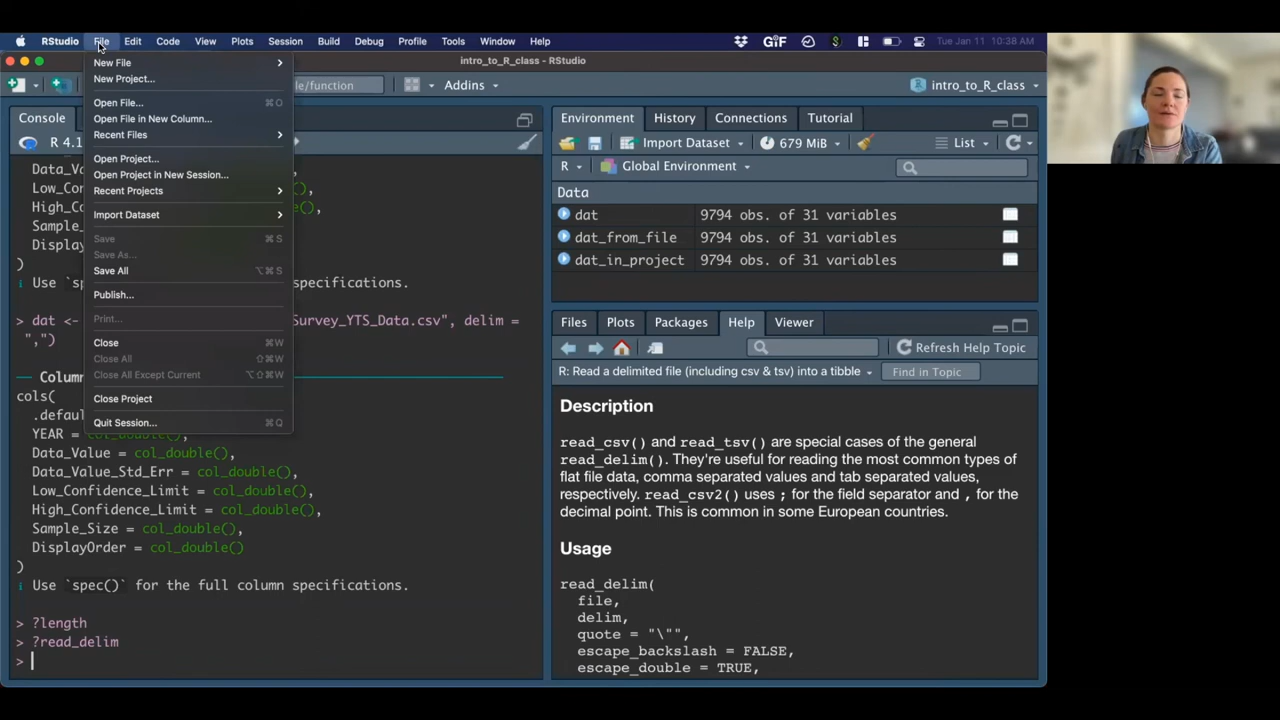 RStudio File Edit Code View Plots Session Build Debug Profile Tools Window Help GIF $ Tue Jan 11 10:38 AM
intro_to_R_class - RStudio
le/function Addins intro_to_R_class
New File
New Project...
Open File... ⌘O
Open File in New Column...
Recent Files
Open Project...
Open Project in New Session...
Recent Projects
Import Dataset
Save ⌘S
Save As...
Save All ⌥⌘S
Publish...
Print...
Close ⌘W
Close All ⇧⌘W
Close All Except Current ⌥⇧⌘W
Close Project
Quit Session... ⌘Q
Console
R 4.1
Data_Va
Low_Con (),
High_Co (),
Sample_
Display
)
i Use `sp specifications.
> dat <- Survey_YTS_Data.csv", delim =
",")
── Column
cols(
.defau
YEAR = col_double(),
Data_Value = col_double(),
Data_Value_Std_Err = col_double(),
Low_Confidence_Limit = col_double(),
High_Confidence_Limit = col_double(),
Sample_Size = col_double(),
DisplayOrder = col_double()
)
i Use `spec()` for the full column specifications.
> ?length
> ?read_delim
>
Environment History Connections Tutorial
Import Dataset 679 MiB List
R Global Environment
Data
dat 9794 obs. of 31 variables
dat_from_file 9794 obs. of 31 variables
dat_in_project 9794 obs. of 31 variables
Files Plots Packages Help Viewer
Refresh Help Topic
R: Read a delimited file (including csv & tsv) into a tibble Find in Topic
Description
read_csv() and read_tsv() are special cases of the general
read_delim(). They're useful for reading the most common types of
flat file data, comma separated values and tab separated values,
respectively. read_csv2() uses ; for the field separator and , for the
decimal point. This is common in some European countries.
Usage
read_delim(
file,
delim,
quote = "\"",
escape_backslash = FALSE,
escape_double = TRUE,